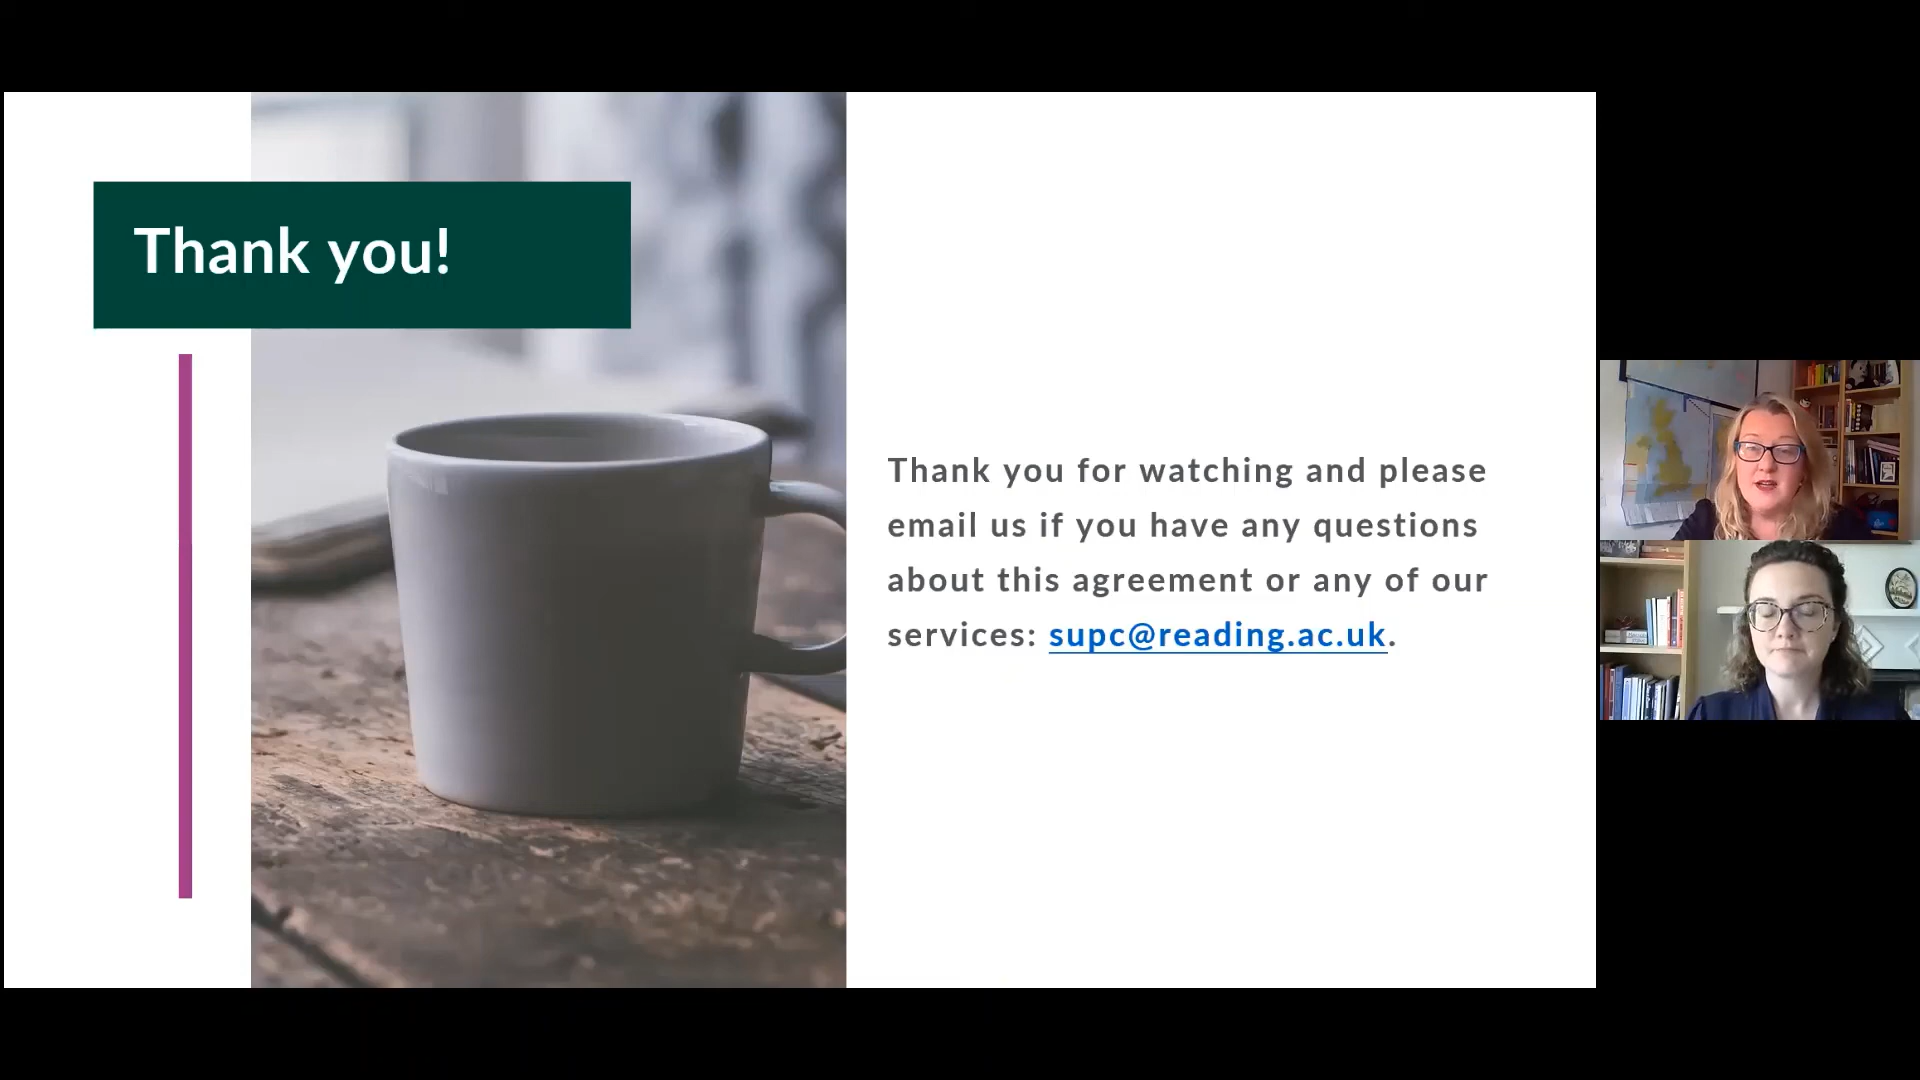 Thank you!
Thank you for watching and please
email us if you have any questions
about this agreement or any of our
services: supc@reading.ac.uk.